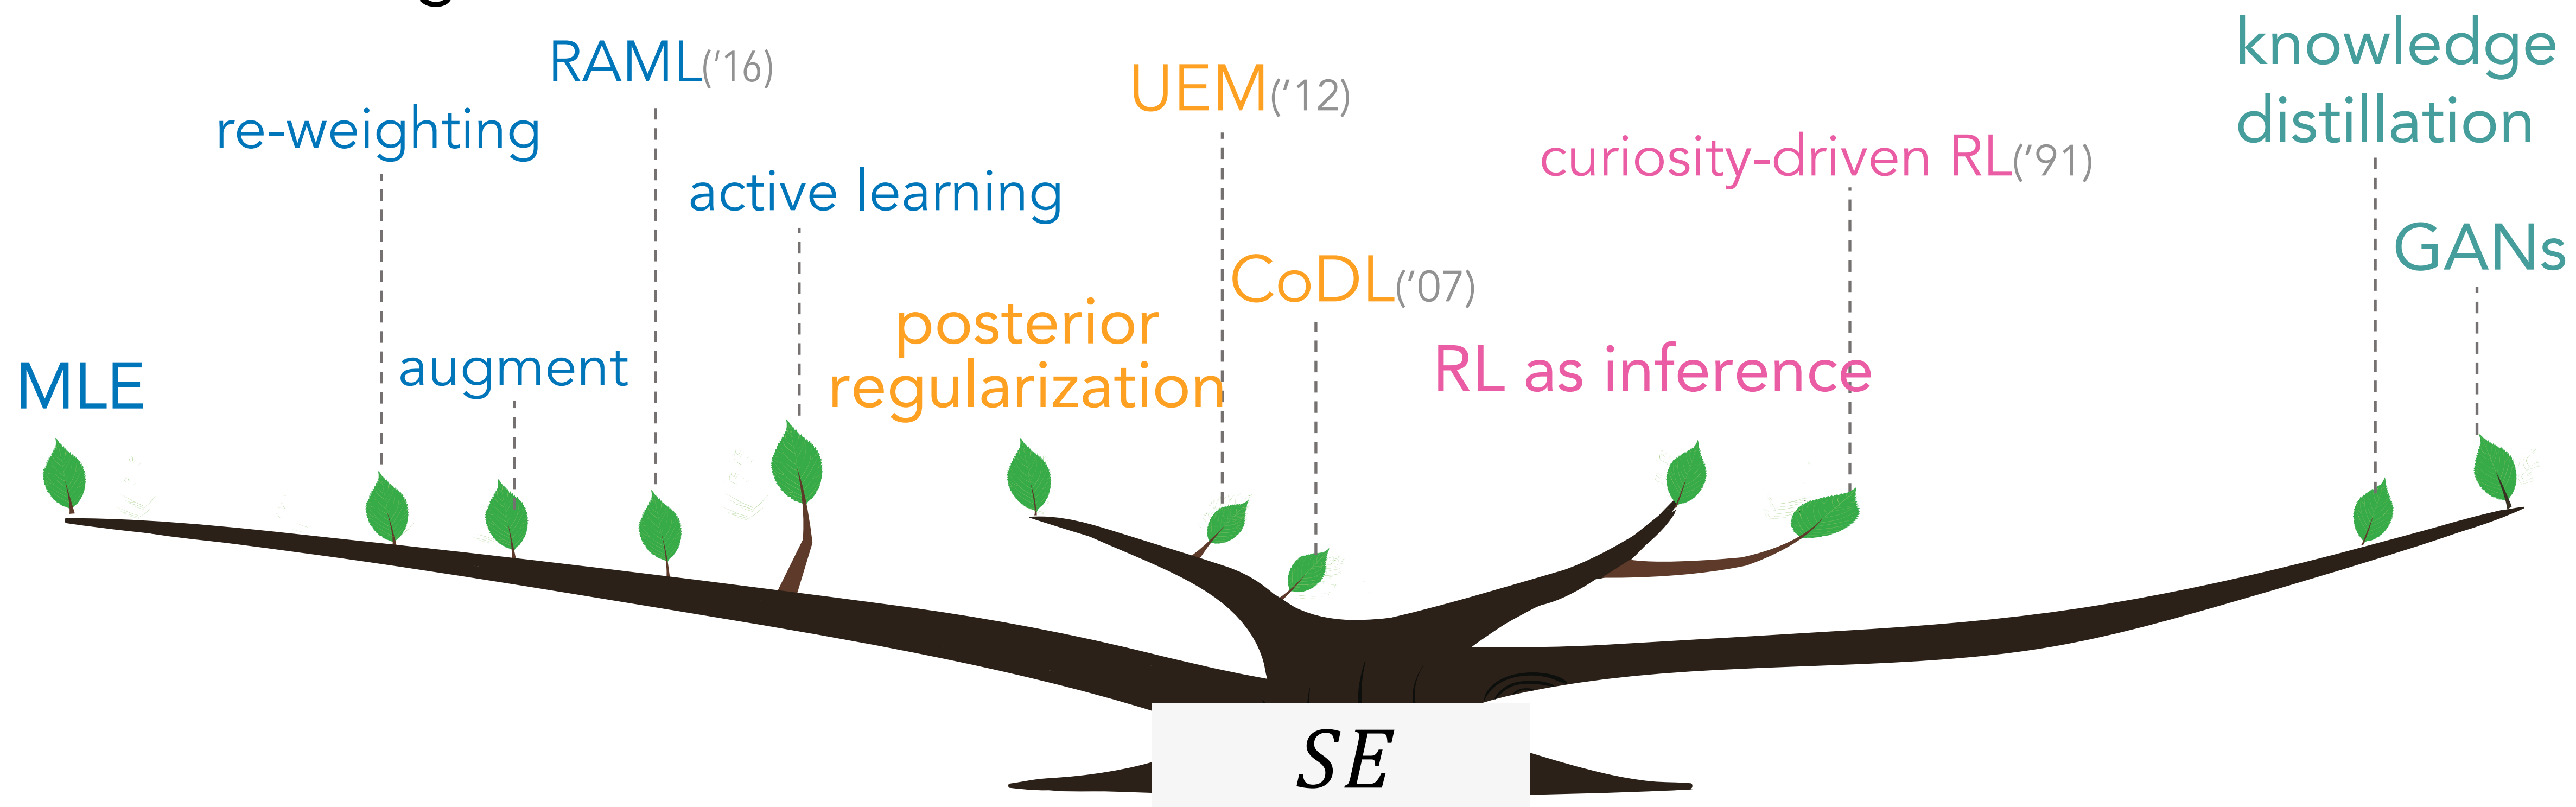 RAML('16)
re-weighting
active learning
MLE
augment
posterior
regularization
UEM('12)
CoDL('07)
curiosity-driven RL('91)
RL as inference
knowledge
distillation
GANs
SE